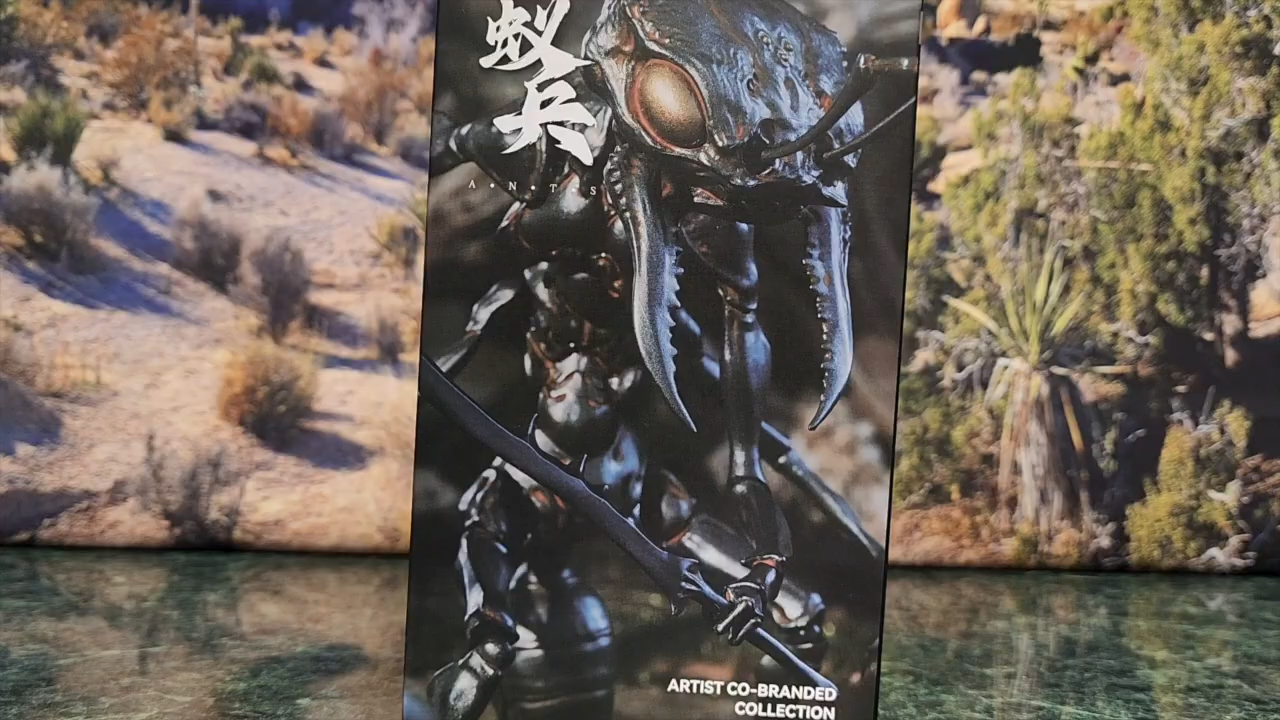 蚁
兵
A•N•T•S
ARTIST CO-BRANDED
COLLECTION